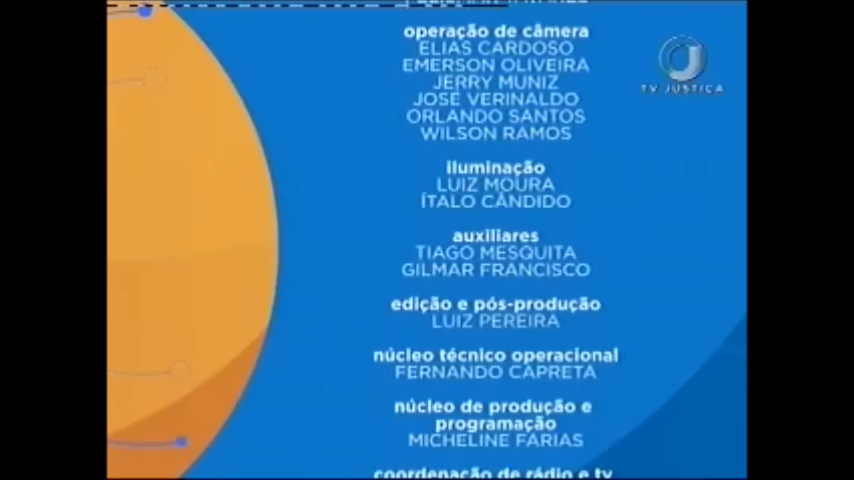 operação de câmera
ELIAS CARDOSO
EMERSON OLIVEIRA
JERRY MUNIZ
JOSÉ VERINALDO
ORLANDO SANTOS
WILSON RAMOS
TV JUSTIÇA
iluminação
LUIZ MOURA
ÍTALO CÂNDIDO
auxiliares
TIAGO MESQUITA
GILMAR FRANCISCO
edição e pós-produção
LUIZ PEREIRA
núcleo técnico operacional
FERNANDO CAPRETA
núcleo de produção e
programação
MICHELINE FARIAS
coordenação de rádio e tv